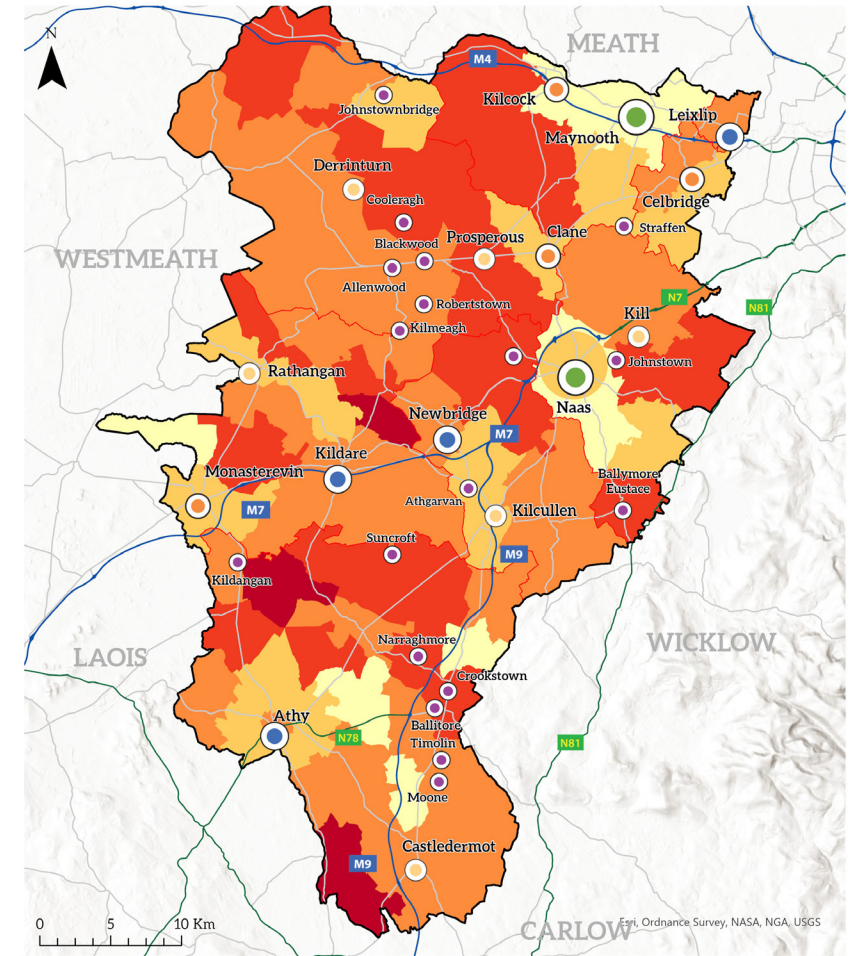 N
MEATH
M4
Kilcock
Johnstownbridge
Leixlip
Maynooth
Derrinturn
Celbridge
Cooleragh
Straffen
Clane
Prosperous
Blackwood
WESTMEATH
Allenwood
N7
Robertstown
N81
Kill
Kilmeagh
Johnstown
Rathangan
Naas
Newbridge
M7
Kildare
Monasterevin
Ballymore
Eustace
Athgarvan
M7
Kilcullen
Suncroft
M9
Kildangan
Narraghmore
WICKLOW
LAOIS
Crookstown
Athy
Ballitore
N78
Timolin
N81
Moone
Castledermot
M9
0 5 10 Km
Esri, Ordnance Survey, NASA, NGA, USGS
CARLOW